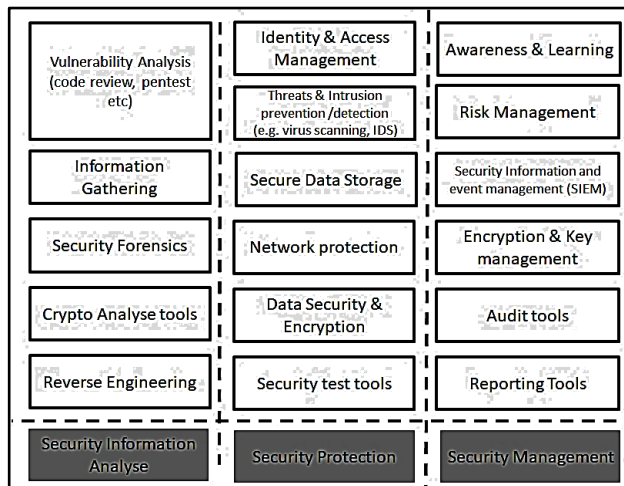 Vulnerability Analysis
(code review, pentest
etc)
Information
Gathering
Security Forensics
Crypto Analyse tools
Reverse Engineering
Security Information
Analyse
Identity & Access
Management
Threats & Intrusion
prevention/detection
(e.g. virus scanning, IDS)
Secure Data Storage
Network protection
Data Security &
Encryption
Security test tools
Security Protection
Awareness & Learning
Risk Management
Security Information and
event management (SIEM)
Encryption & Key
management
Audit tools
Reporting Tools
Security Management